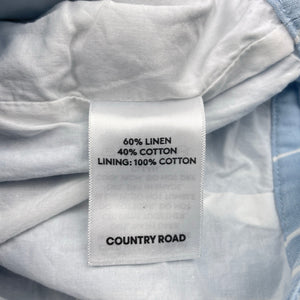 60% LINEN
40% COTTON
LINING: 100% COTTON
COUNTRY ROAD